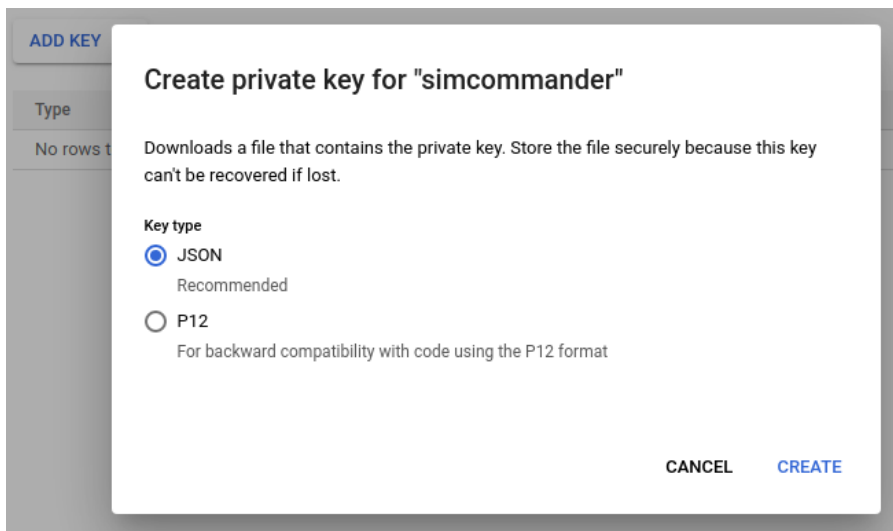 ADD KEY
Create private key for "simcommander"
Type
No rows t
Downloads a file that contains the private key. Store the file securely because this key
can't be recovered if lost.
Key type
JSON
Recommended
P12
For backward compatibility with code using the P12 format
CANCEL
CREATE